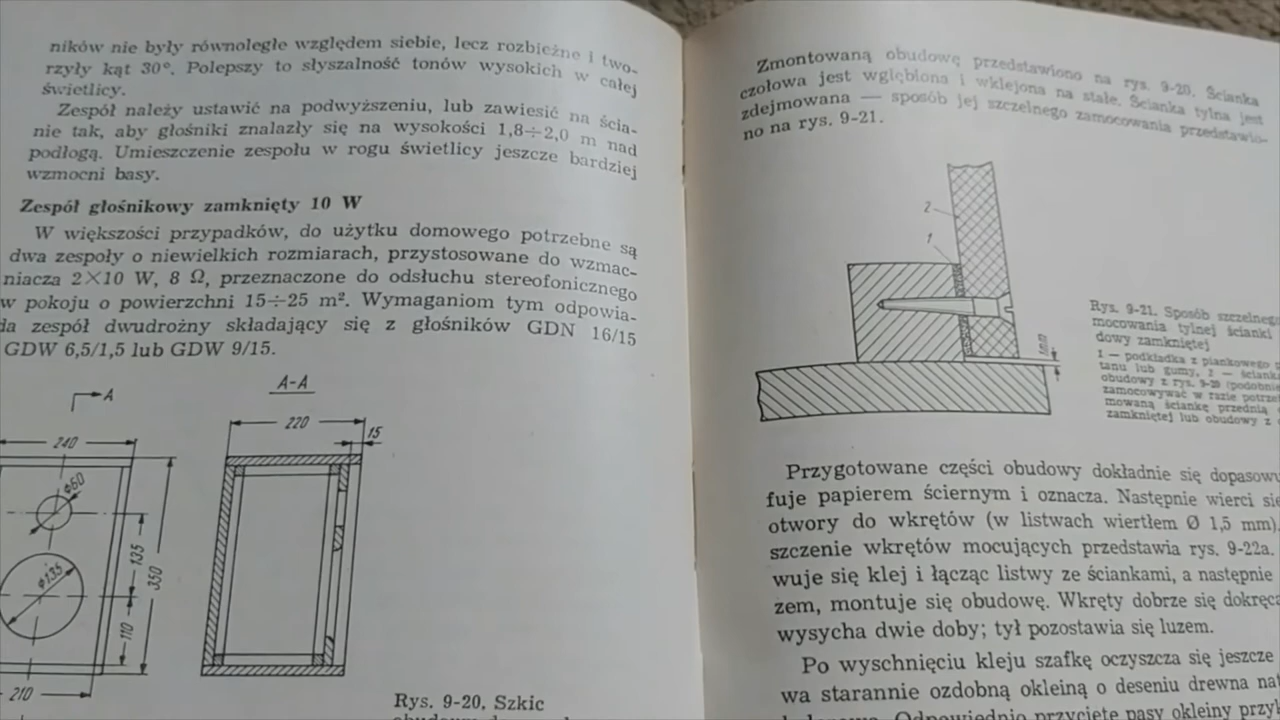 ników nie były równoległe względem siebie, lecz rozbieżne i two-
rzyły kąt 30°. Polepszy to słyszalność tonów wysokich w całej
świetlicy.
Zespół należy ustawić na podwyższeniu, lub zawiesić na ścia-
nie tak, aby głośniki znalazły się na wysokości 1,8÷2,0 m nad
podłogą. Umieszczenie zespołu w rogu świetlicy jeszcze bardziej
wzmocni basy.
Zespół głośnikowy zamknięty 10 W
W większości przypadków, do użytku domowego potrzebne są
dwa zespoły o niewielkich rozmiarach, przystosowane do wzmac-
niacza 2×10 W, 8 Ω, przeznaczone do odsłuchu stereofonicznego
w pokoju o powierzchni 15÷25 m². Wymaganiom tym odpowia-
da zespół dwudrożny składający się z głośników GDN 16/15
GDW 6,5/1,5 lub GDW 9/15.
A-A
A
240
220
15
φ60
φ135
135
350
110
210
Rys. 9-20. Szkic
Zmontowaną obudowę przedstawiono na rys. 9-20. Ścianka
czołowa jest wgłębiona i wklejona na stałe. Ścianka tylna jest
zdejmowana — sposób jej szczelnego zamocowania przedstawio-
no na rys. 9-21.
2
1
1mm
Rys. 9-21. Sposób szczelneg
mocowania tylnej ścianki
dowy zamkniętej
1 — podkładka z piankowego
tanu lub gumy, 2 — ściank
obudowy z rys. 9-20 (podobni
zamocowywać w razie potrze
mowaną ściankę przednią
zamkniętej lub obudowy z
Przygotowane części obudowy dokładnie się dopasowu
fuje papierem ściernym i oznacza. Następnie wierci się
otwory do wkrętów (w listwach wiertłem Ø 1,5 mm).
szczenie wkrętów mocujących przedstawia rys. 9-22a.
wuje się klej i łącząc listwy ze ściankami, a następnie
zem, montuje się obudowę. Wkręty dobrze się dokręca
wysycha dwie doby; tył pozostawia się luzem.
Po wyschnięciu kleju szafkę oczyszcza się jeszcze
wa starannie ozdobną okleiną o deseniu drewna nat
Odpowiednio przycięte pasy okleiny przyk